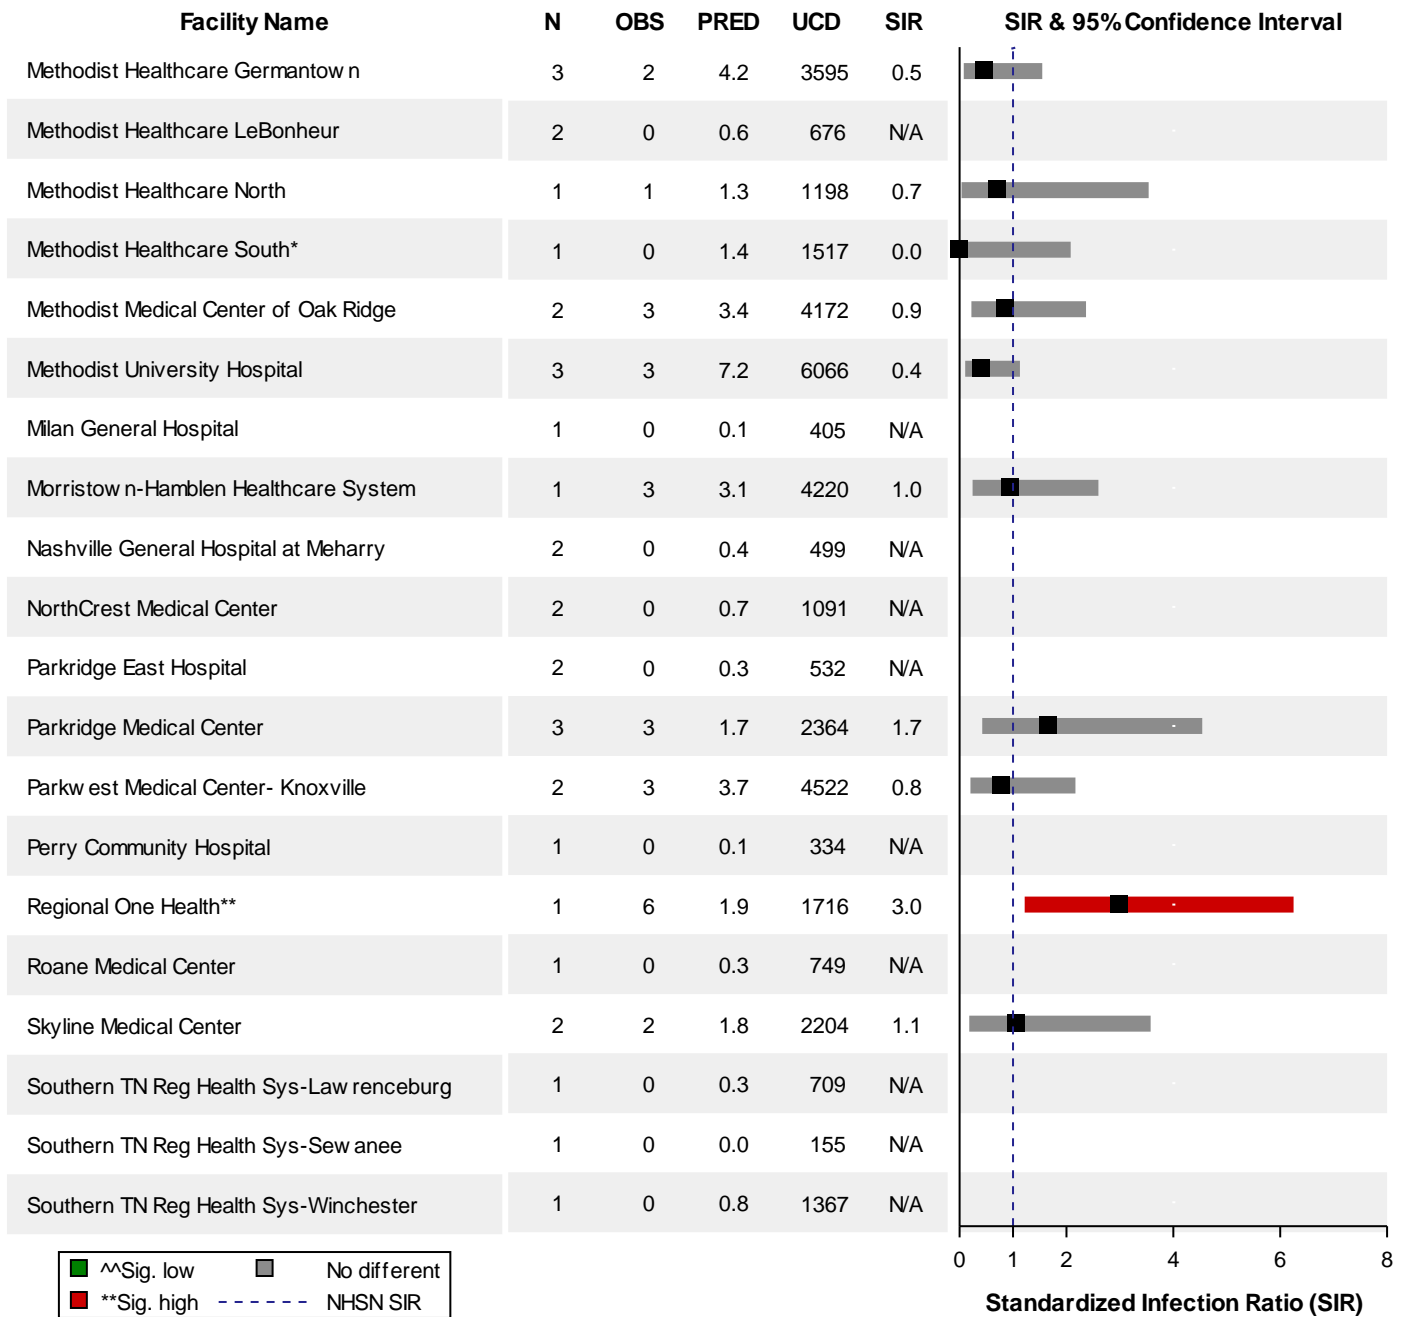 Facility Name N OBS PRED UCD SIR SIR & 95% Confidence Interval
Methodist Healthcare Germantown 3 2 4.2 3595 0.5
Methodist Healthcare LeBonheur 2 0 0.6 676 N/A
Methodist Healthcare North 1 1 1.3 1198 0.7
Methodist Healthcare South* 1 0 1.4 1517 0.0
Methodist Medical Center of Oak Ridge 2 3 3.4 4172 0.9
Methodist University Hospital 3 3 7.2 6066 0.4
Milan General Hospital 1 0 0.1 405 N/A
Morristown-Hamblen Healthcare System 1 3 3.1 4220 1.0
Nashville General Hospital at Meharry 2 0 0.4 499 N/A
NorthCrest Medical Center 2 0 0.7 1091 N/A
Parkridge East Hospital 2 0 0.3 532 N/A
Parkridge Medical Center 3 3 1.7 2364 1.7
Parkwest Medical Center- Knoxville 2 3 3.7 4522 0.8
Perry Community Hospital 1 0 0.1 334 N/A
Regional One Health** 1 6 1.9 1716 3.0
Roane Medical Center 1 0 0.3 749 N/A
Skyline Medical Center 2 2 1.8 2204 1.1
Southern TN Reg Health Sys-Lawrenceburg 1 0 0.3 709 N/A
Southern TN Reg Health Sys-Sewanee 1 0 0.0 155 N/A
Southern TN Reg Health Sys-Winchester 1 0 0.8 1367 N/A
0 1 2 4 6 8
^^Sig. low No different
**Sig. high NHSN SIR
Standardized Infection Ratio (SIR)